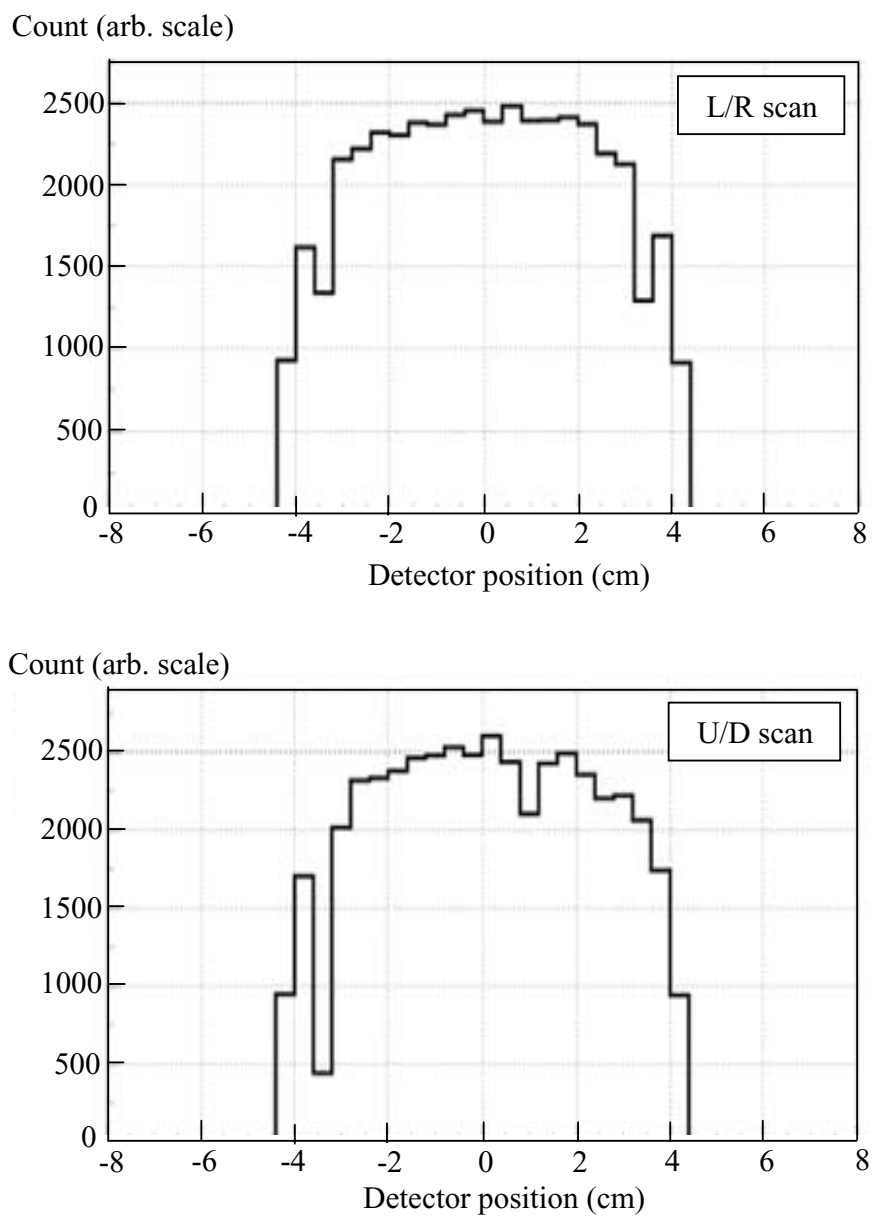 Count (arb. scale)
L/R scan
2500
2000
1500
1000
500
0
-8 -6 -4 -2 0 2 4 6 8
Detector position (cm)
Count (arb. scale)
U/D scan
2500
2000
1500
1000
500
0
-8 -6 -4 -2 0 2 4 6 8
Detector position (cm)